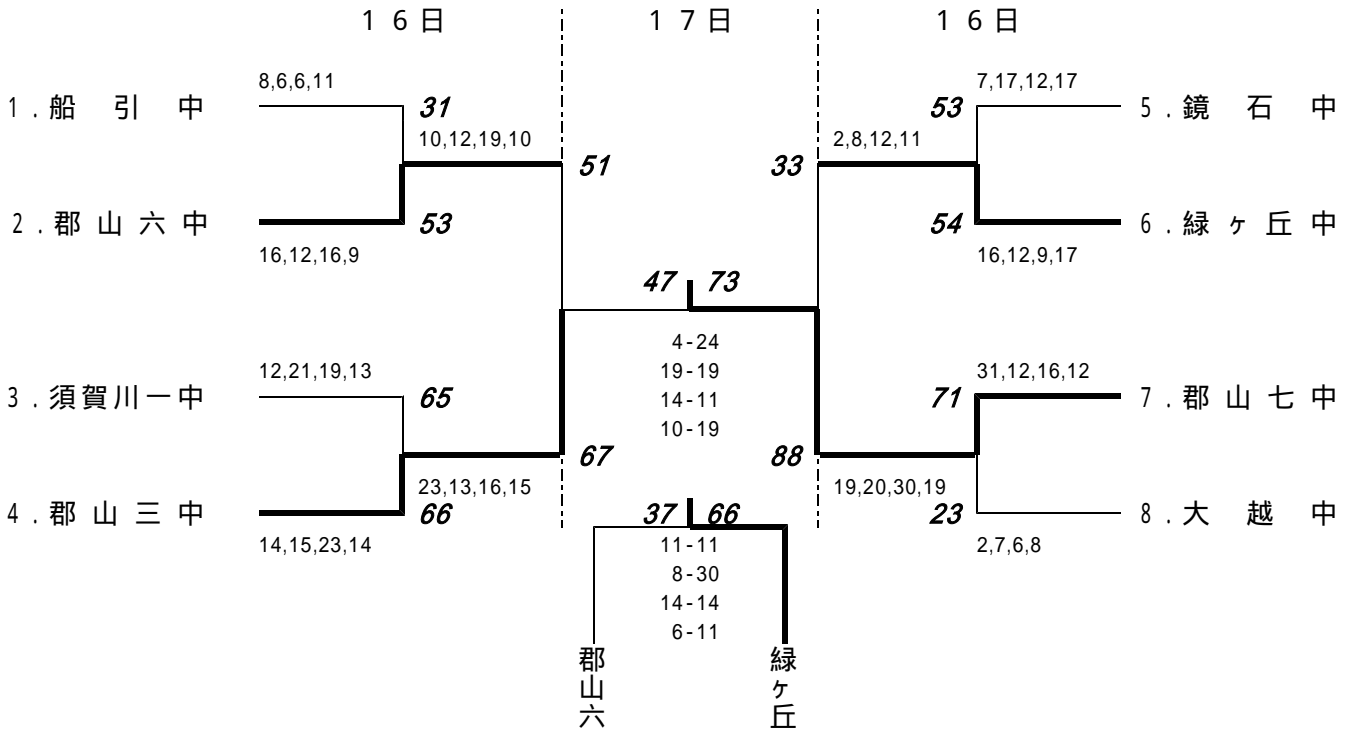 １６日 １７日 １６日
8,6,6,11 7,17,12,17
1．船引中 31 53 5．鏡石中
10,12,19,10 2,8,12,11
51 33
2．郡山六中 53 54 6．緑ヶ丘中
16,12,16,9 16,12,9,17
47 73
4-24
19-19
12,21,19,13 31,12,16,12
14-11
3．須賀川一中 65 71 7．郡山七中
10-19
67 88
23,13,16,15 19,20,30,19
4．郡山三中 66 37 66 23 8．大越中
14,15,23,14 11-11 2,7,6,8
8-30
14-14
6-11
郡山六
緑ヶ丘